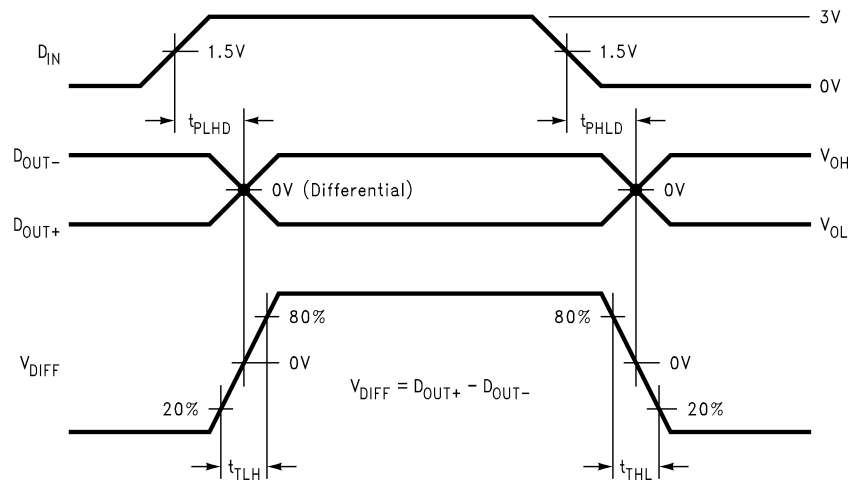 3V
D_IN
1.5V
1.5V
0V
t_PLHD
t_PHLD
D_OUT-
V_OH
0V (Differential)
0V
D_OUT+
V_OL
80%
80%
V_DIFF
0V
0V
V_DIFF = D_OUT+ - D_OUT-
20%
20%
t_TLH
t_THL